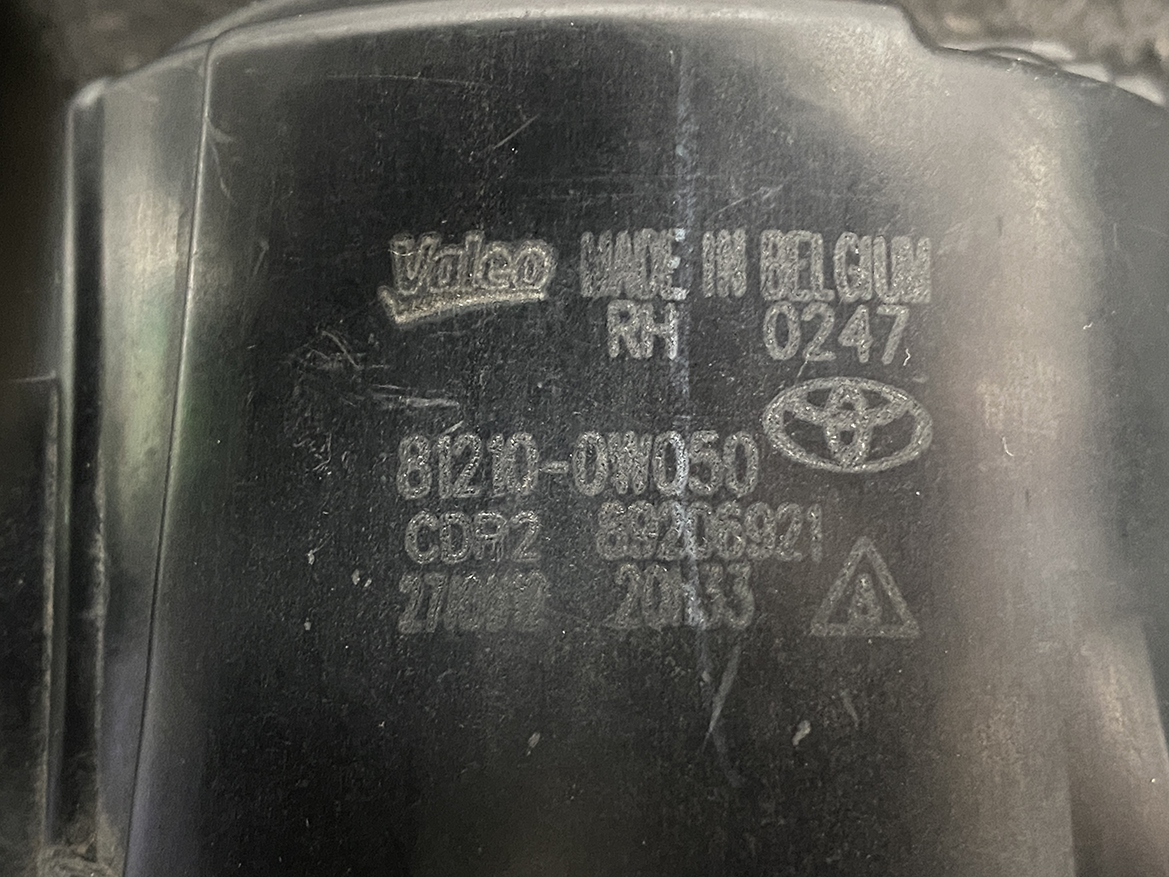 Valeo MADE IN BELGIUM
RH 0247
81210-0W050
CDR2 89206921
20H33